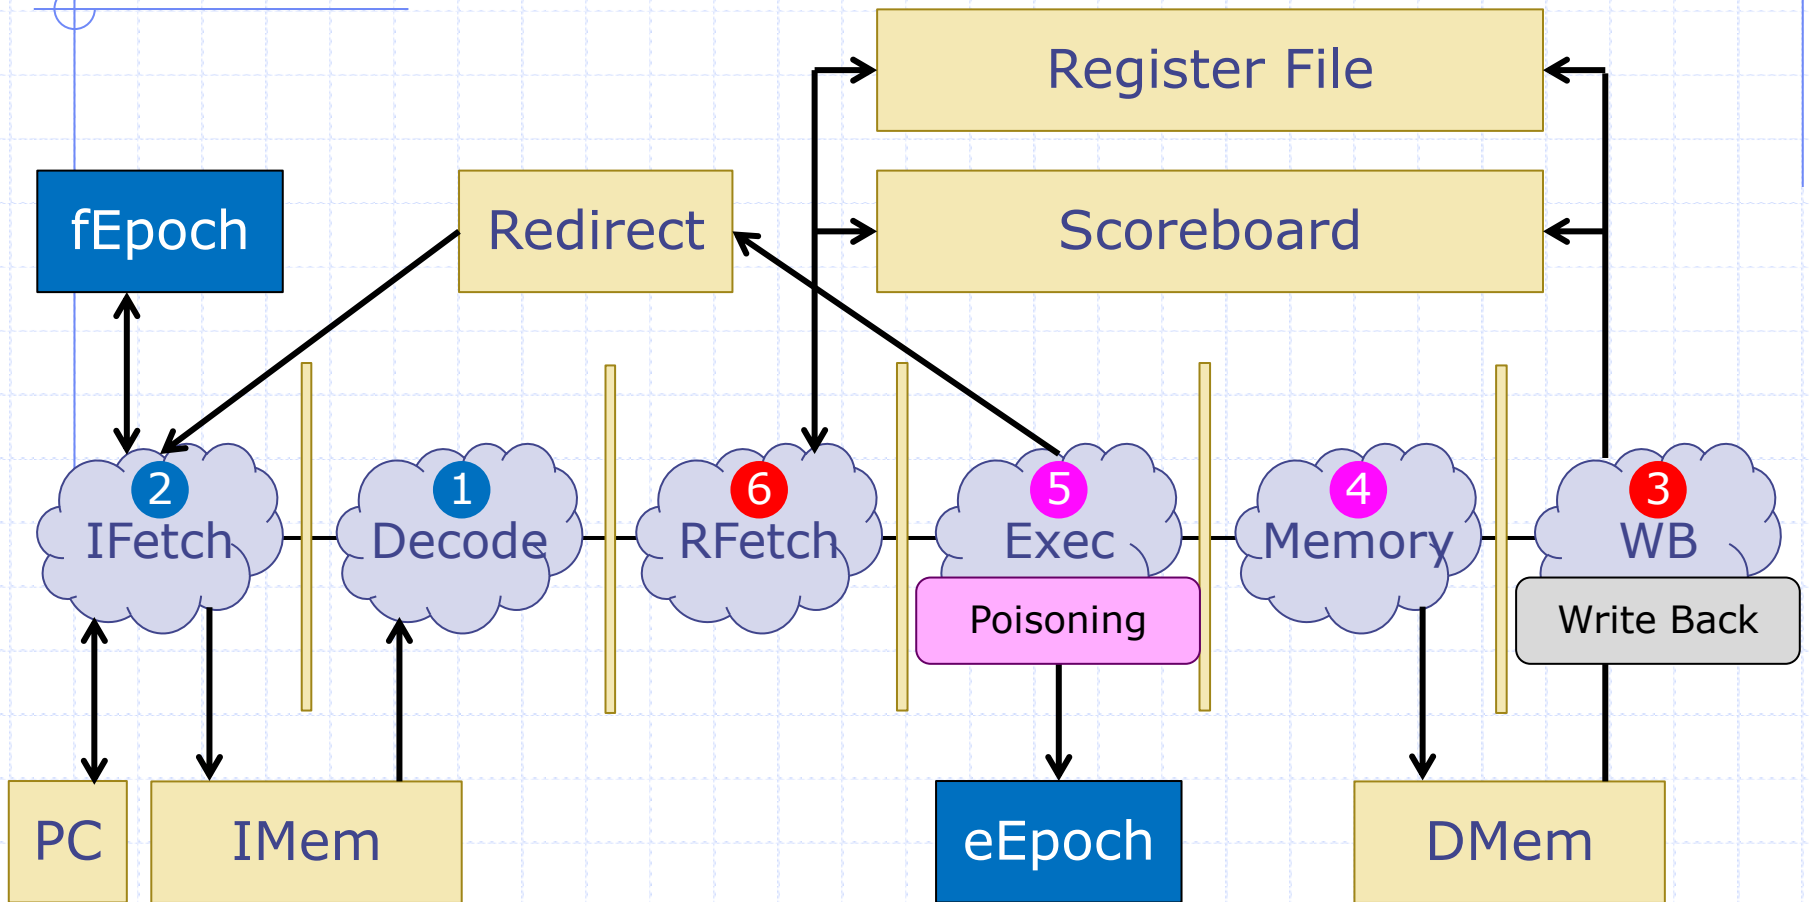 Register File
fEpoch
Redirect
Scoreboard
2
IFetch
1
Decode
6
RFetch
5
Exec
4
Memory
3
WB
Poisoning
Write Back
PC
IMem
eEpoch
DMem